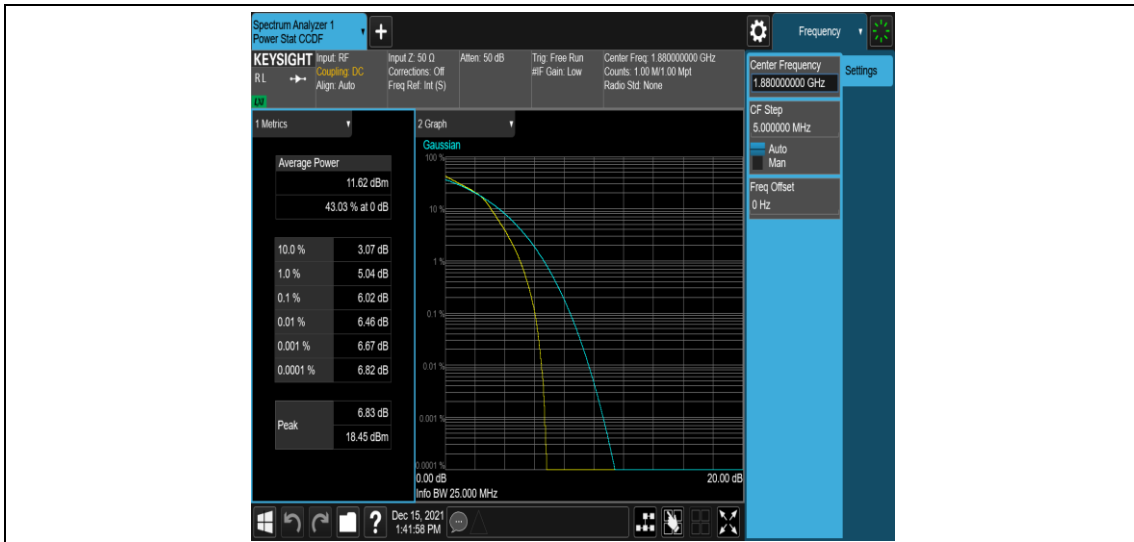 Spectrum Analyzer 1
Power Stat CCDF
Frequency
KEYSIGHT
RL
Input: RF
Coupling: DC
Align: Auto
Input Z: 50 Ω
Corrections: Off
Freq Ref: Int (S)
Atten: 50 dB
Trig: Free Run
#IF Gain: Low
Center Freq: 1.880000000 GHz
Counts: 1.00 M/1.00 Mpt
Radio Std: None
Center Frequency
1.880000000 GHz
Settings
CF Step
5.000000 MHz
Auto
Man
Freq Offset
0 Hz
1 Metrics
Average Power
11.62 dBm
43.03 % at 0 dB
10.0 % 3.07 dB
1.0 % 5.04 dB
0.1 % 6.02 dB
0.01 % 6.46 dB
0.001 % 6.67 dB
0.0001 % 6.82 dB
Peak
6.83 dB
18.45 dBm
2 Graph
Gaussian
100 %
10 %
1 %
0.1 %
0.01 %
0.001 %
0.0001 %
0.00 dB 20.00 dB
Info BW 25.000 MHz
?
Dec 15, 2021
1:41:58 PM